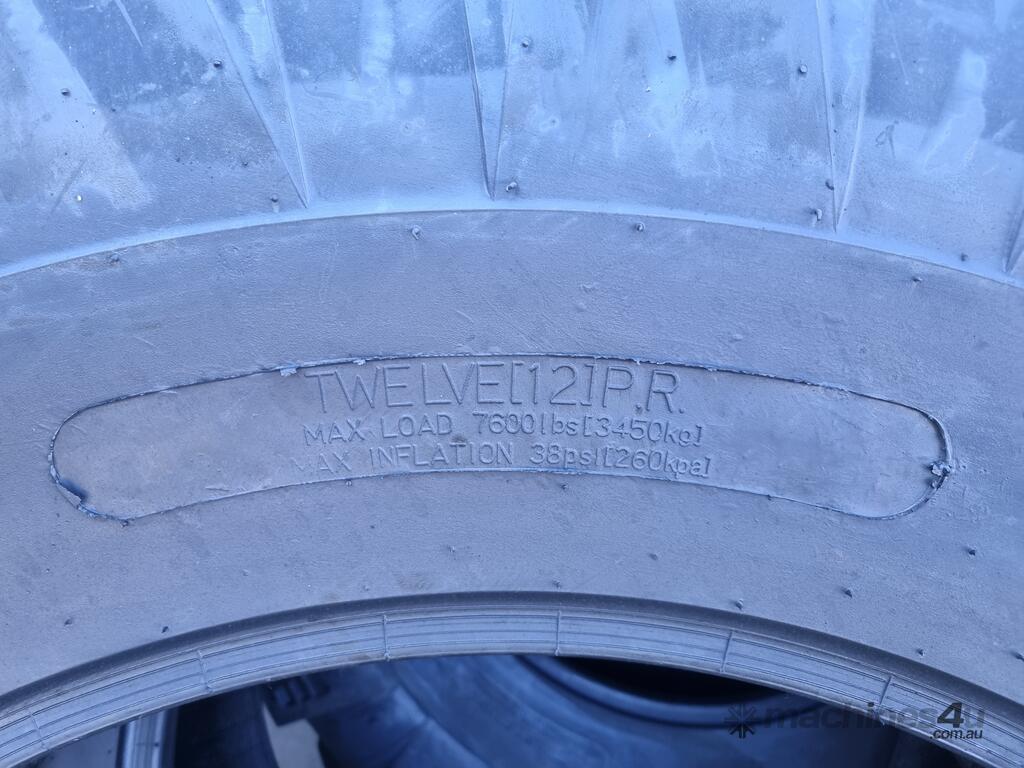 TWELVE[12]P.R.
MAX LOAD 7600lbs[3450kg]
MAX INFLATION 38psi[260kpa]
machines4u
.com.au